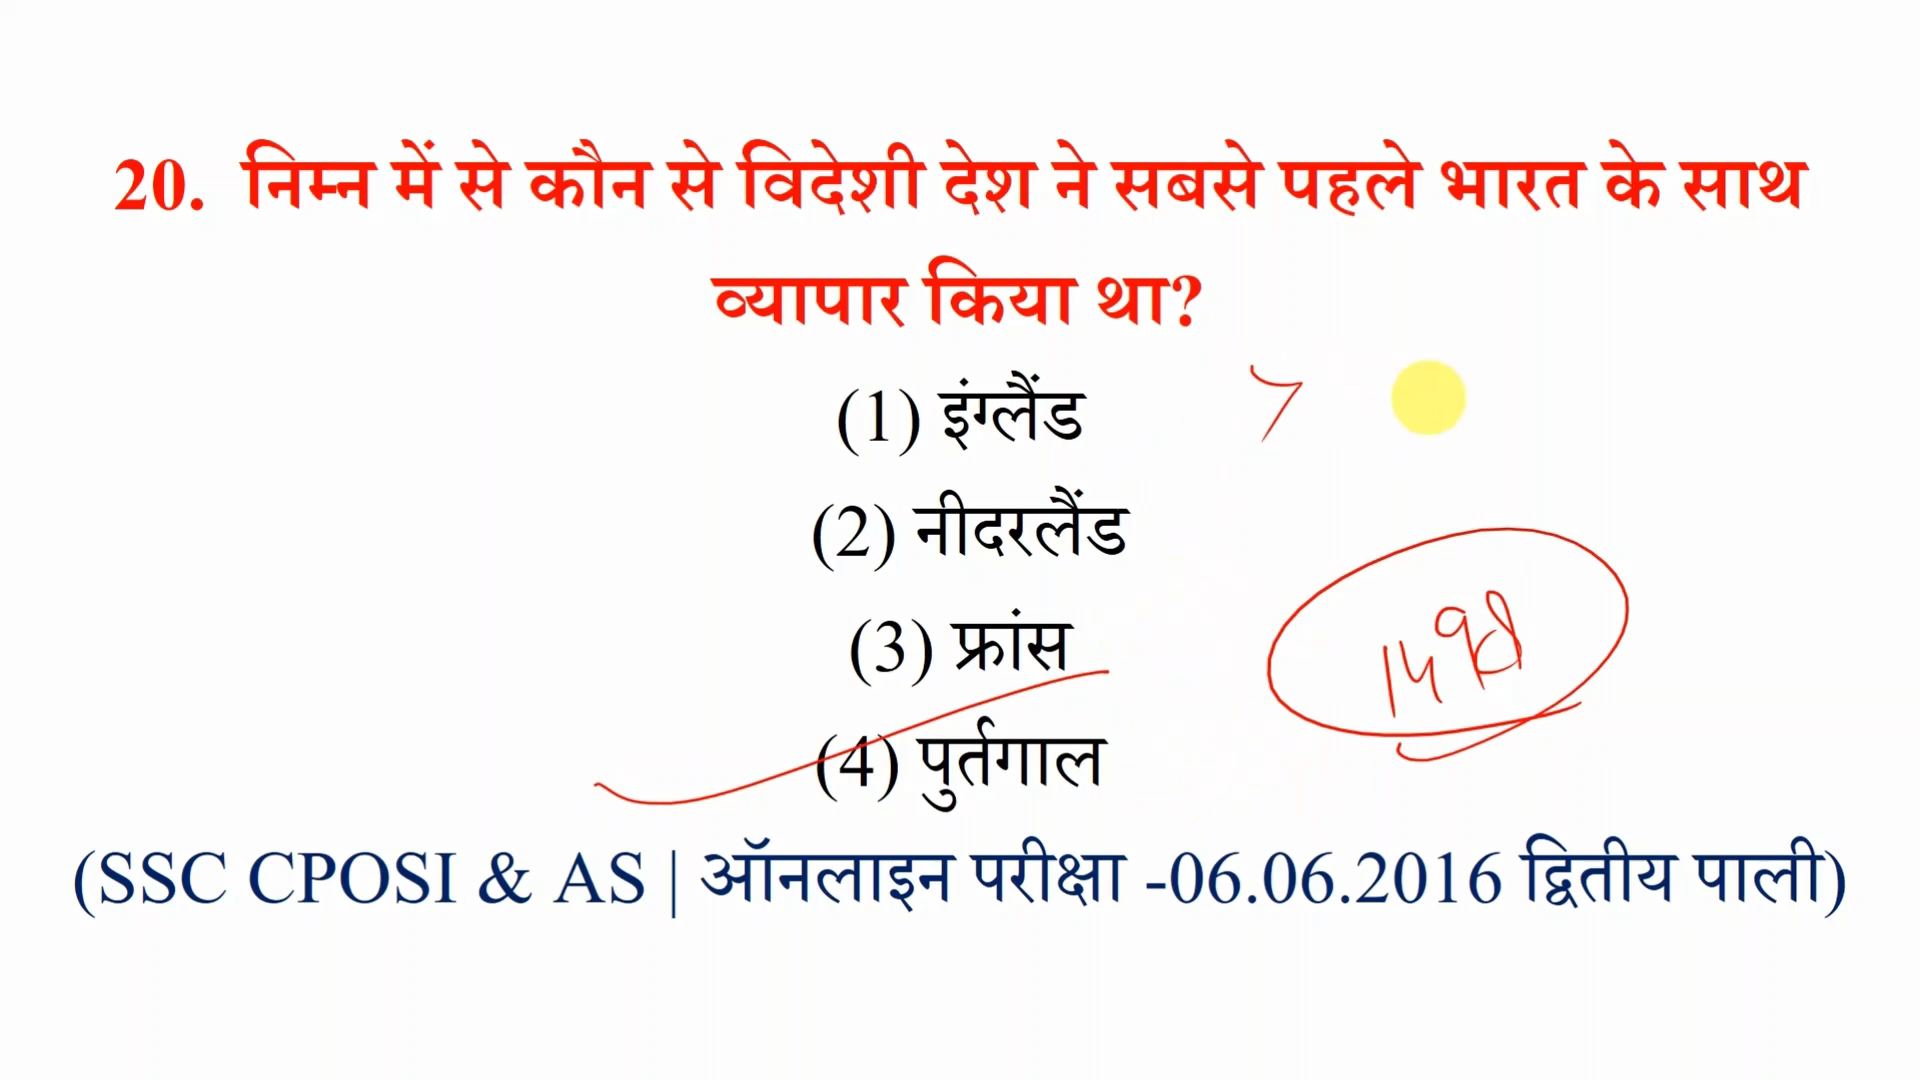 20. निम्न में से कौन से विदेशी देश ने सबसे पहले भारत के साथ
व्यापार किया था?
(1) इंग्लैंड
(2) नीदरलैंड
(3) फ्रांस
1498
(4) पुर्तगाल
(SSC CPOSI & AS | ऑनलाइन परीक्षा -06.06.2016 द्वितीय पाली)